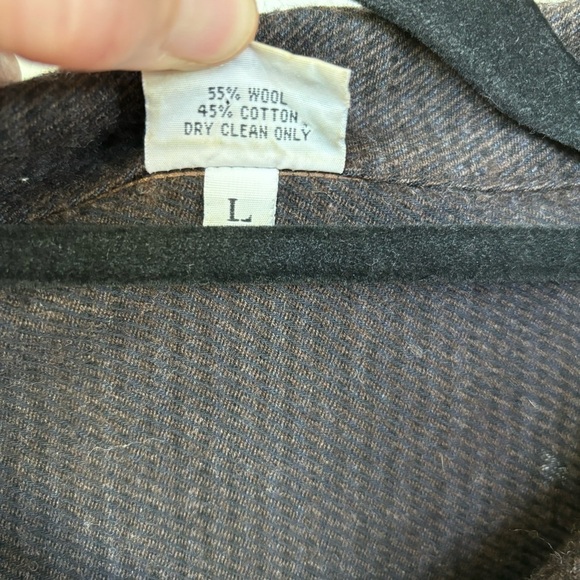 55% WOOL
45% COTTON
DRY CLEAN ONLY
L